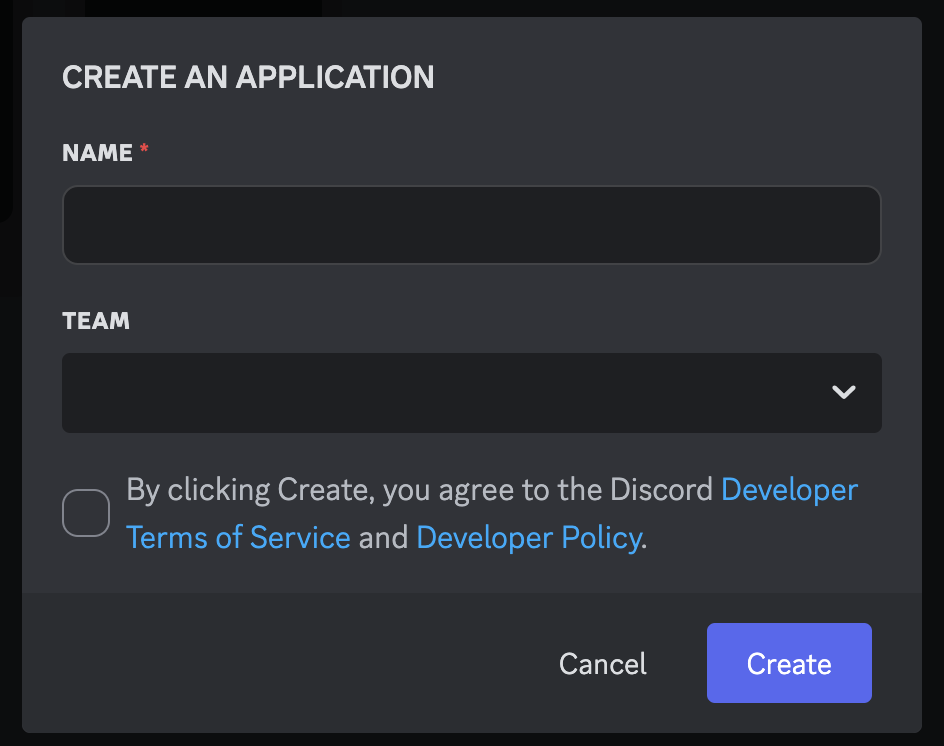 CREATE AN APPLICATION
NAME *
TEAM
By clicking Create, you agree to the Discord Developer
Terms of Service and Developer Policy.
Cancel
Create